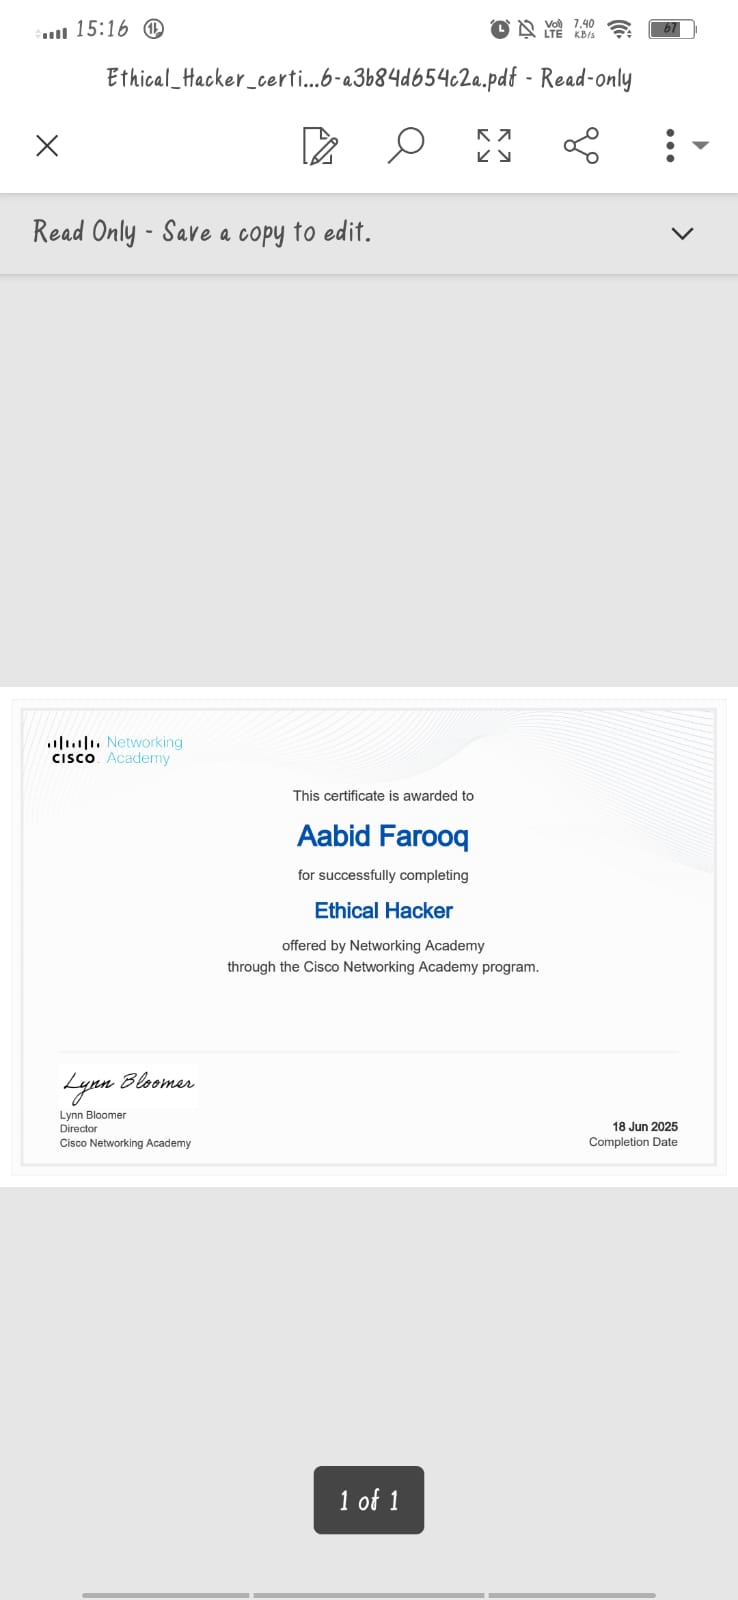 15:16
Vo)) LTE
7.40 KB/s
67
Ethical_Hacker_certi...6-a3b84d654c2a.pdf - Read-only
Read Only - Save a copy to edit.
CISCO Networking Academy
This certificate is awarded to
Aabid Farooq
for successfully completing
Ethical Hacker
offered by Networking Academy
through the Cisco Networking Academy program.
Lynn Bloomer
Lynn Bloomer
Director
Cisco Networking Academy
18 Jun 2025
Completion Date
1 of 1